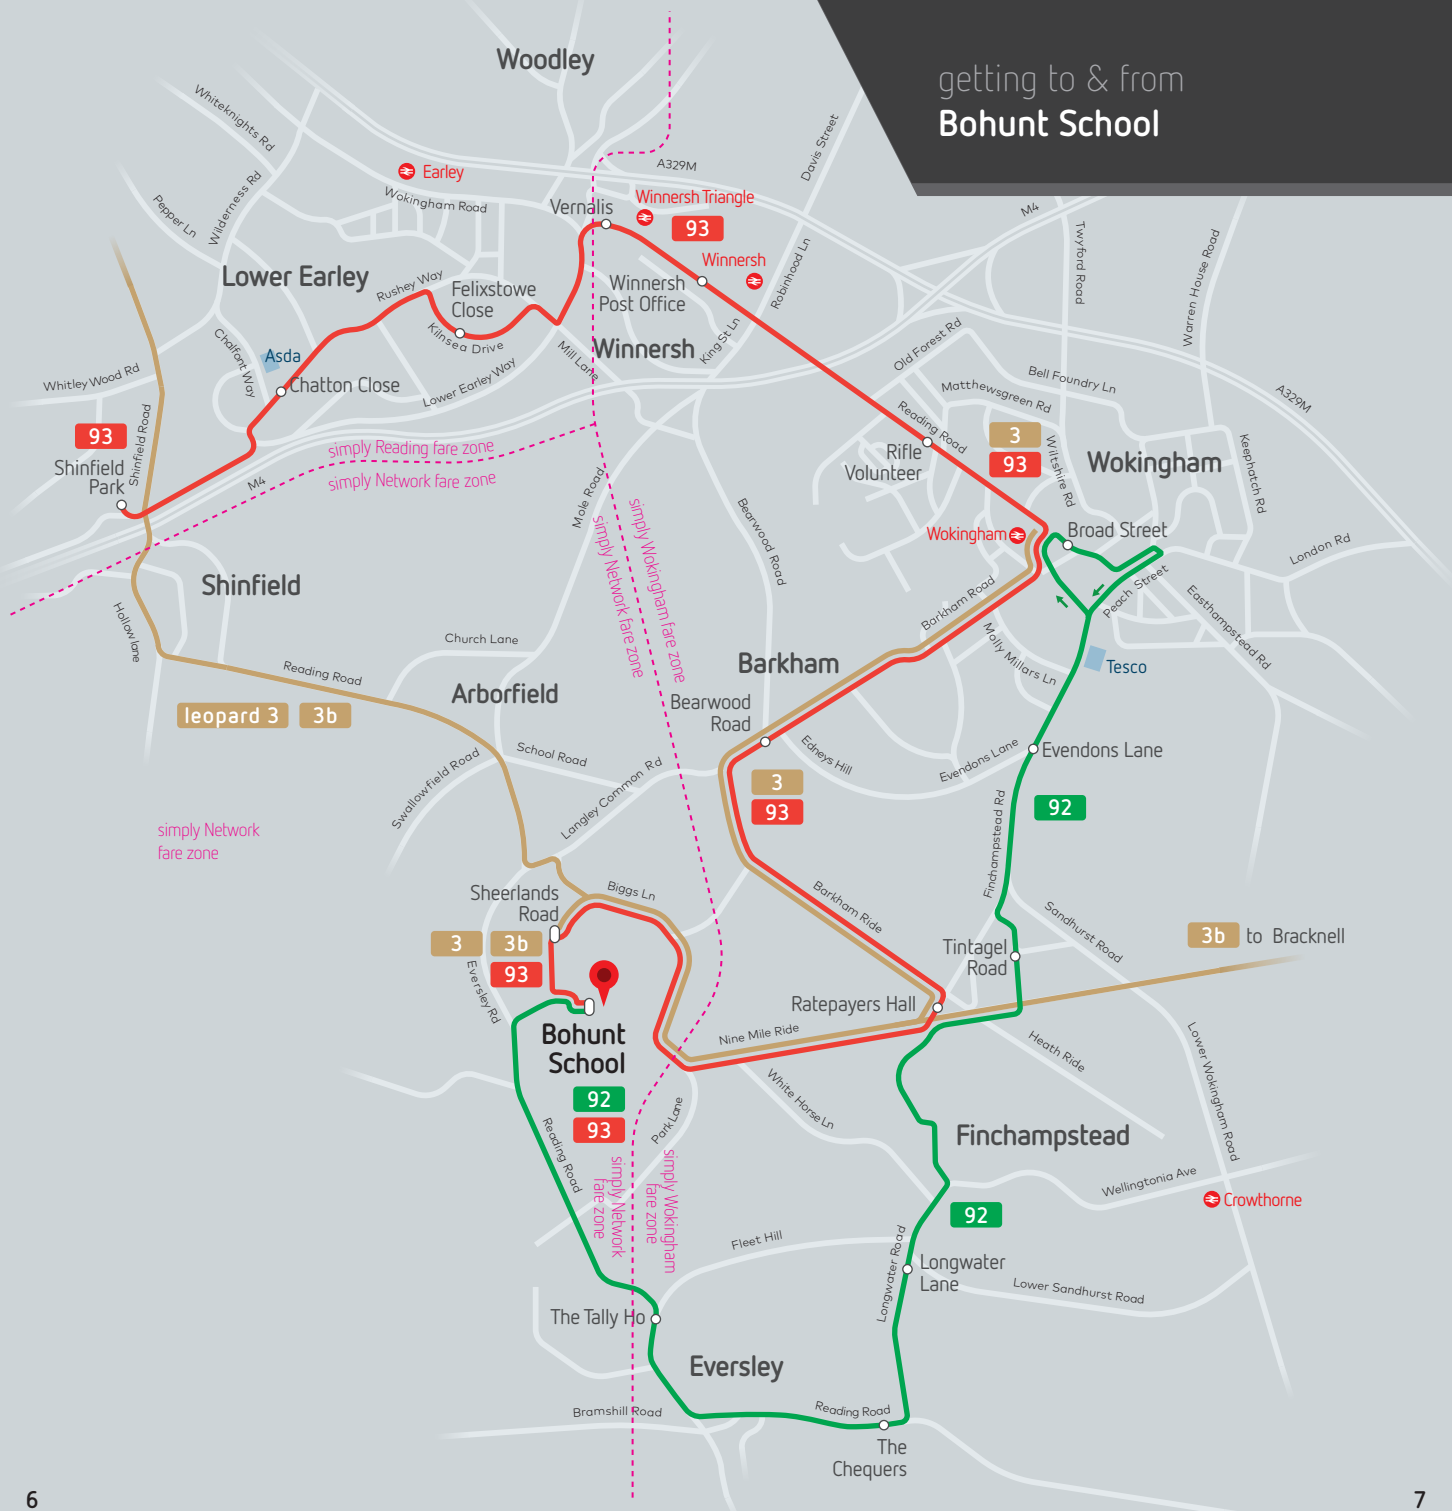 getting to & from
Bohunt School
Woodley
Whiteknights Rd
Davis Street
A329M
Earley
Wokingham Road
Winnersh Triangle
Vernalis
93
Pepper Ln
Wilderness Rd
M4
Twyford Road
Warren House Road
Lower Earley
Rushey Way
Felixstowe
Close
Winnersh
Winnersh
Post Office
Robinhood Ln
Kilnsea Drive
Chalfont Way
Asda
Mill Lane
Winnersh
King St Ln
Old Forest Rd
Whitley Wood Rd
Chatton Close
Lower Earley Way
Matthewsgreen Rd
Bell Foundry Ln
A329M
93
Shinfield Road
Shinfield
Park
simply Reading fare zone
simply Network fare zone
M4
Reading Road
Rifle
Volunteer
3
93
Wiltshire Rd
Wokingham
Keephatch Rd
Mole Road
simply Network fare zone
simply Wokingham fare zone
Bearwood Road
Wokingham
Broad Street
London Rd
Peach Street
Easthampstead Rd
Shinfield
Hollow lane
Barkham Road
Molly Millars Ln
Church Lane
Reading Road
Barkham
Tesco
Arborfield
leopard 3
3b
Bearwood
Road
Swallowfield Road
School Road
Langley Common Rd
Edneys Hill
Evendons Lane
Evendons Lane
3
93
92
simply Network
fare zone
Finchampstead Rd
Sheerlands
Road
Biggs Ln
Barkham Ride
Sandhurst Road
3
3b
93
Eversley Rd
Tintagel
Road
3b
to Bracknell
Ratepayers Hall
Bohunt
School
Nine Mile Ride
Heath Ride
Lower Wokingham Road
92
93
Reading Road
Park Lane
White Horse Ln
Finchampstead
simply Network
fare zone
simply Wokingham
fare zone
Wellingtonia Ave
Crowthorne
92
Fleet Hill
Longwater Road
Longwater
Lane
Lower Sandhurst Road
The Tally Ho
Eversley
Bramshill Road
Reading Road
The
Chequers
6
7